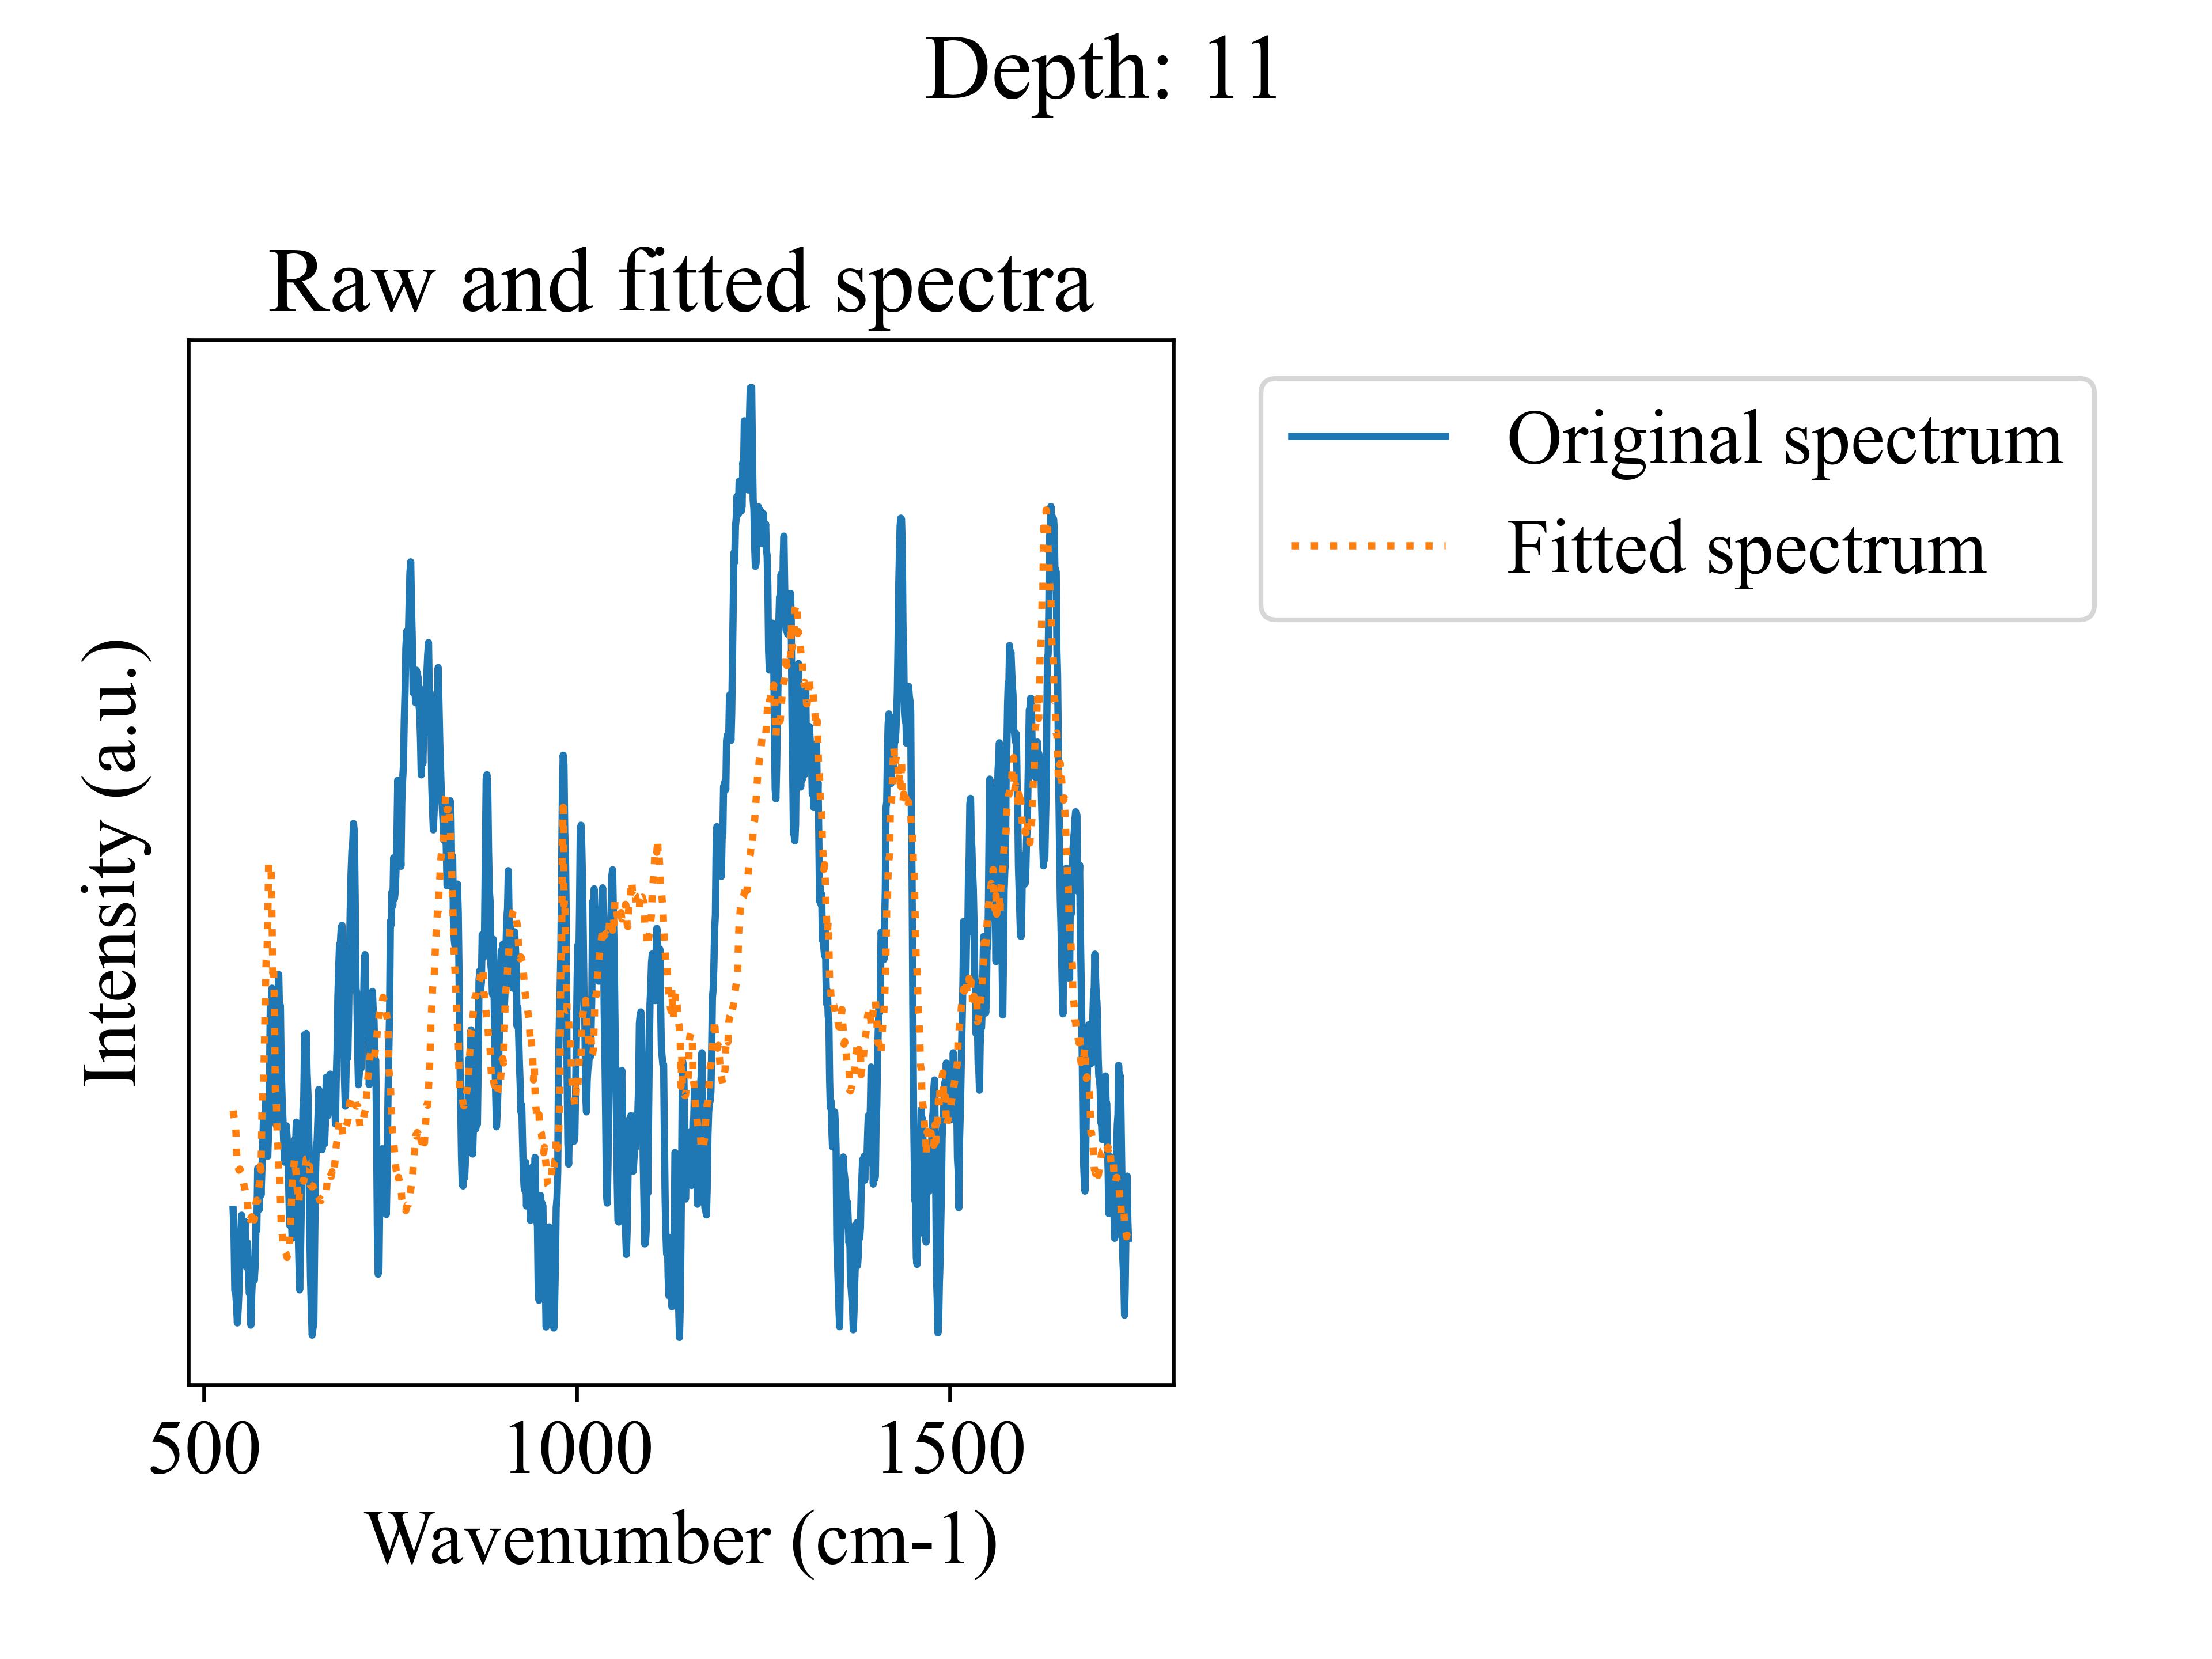 Depth: 11
Raw and fitted spectra
Original spectrum
Fitted spectrum
Intensity (a.u.)
500 1000 1500
Wavenumber (cm-1)